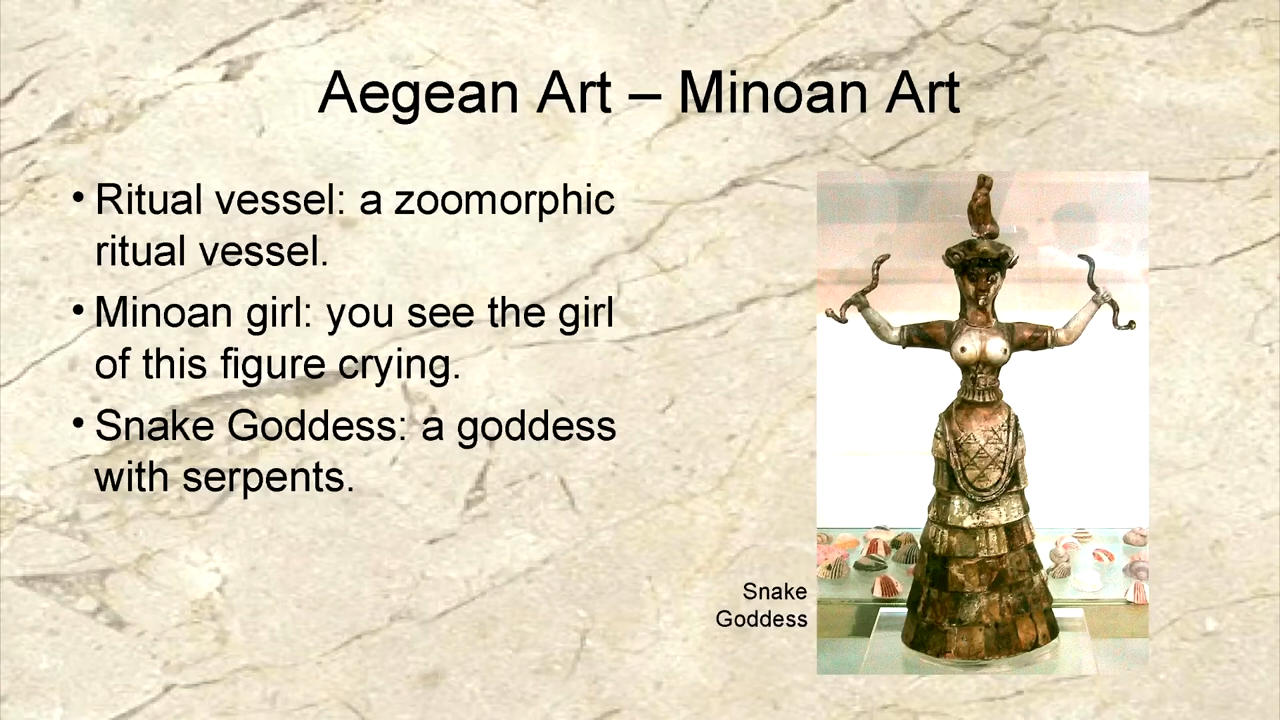 Aegean Art – Minoan Art
• Ritual vessel: a zoomorphic
ritual vessel.
• Minoan girl: you see the girl
of this figure crying.
• Snake Goddess: a goddess
with serpents.
Snake
Goddess